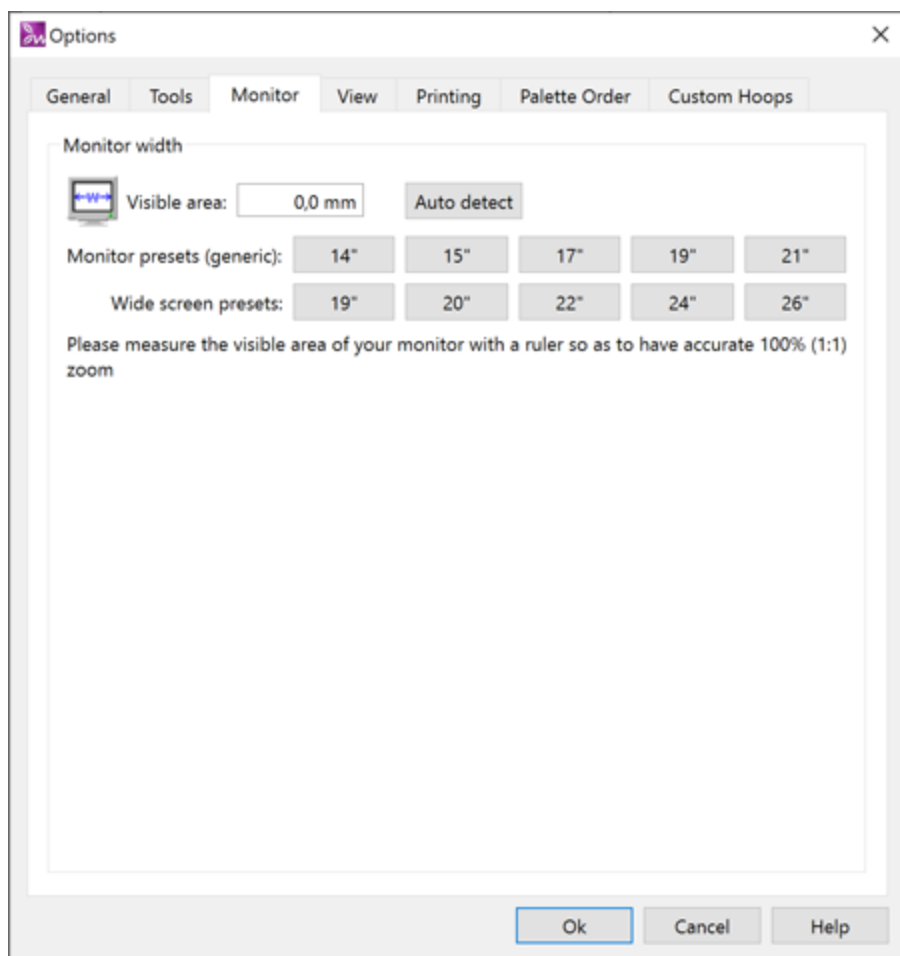 Options
General Tools Monitor View Printing Palette Order Custom Hoops
Monitor width
W Visible area: 0,0 mm Auto detect
Monitor presets (generic): 14" 15" 17" 19" 21"
Wide screen presets: 19" 20" 22" 24" 26"
Please measure the visible area of your monitor with a ruler so as to have accurate 100% (1:1)
zoom
Ok Cancel Help